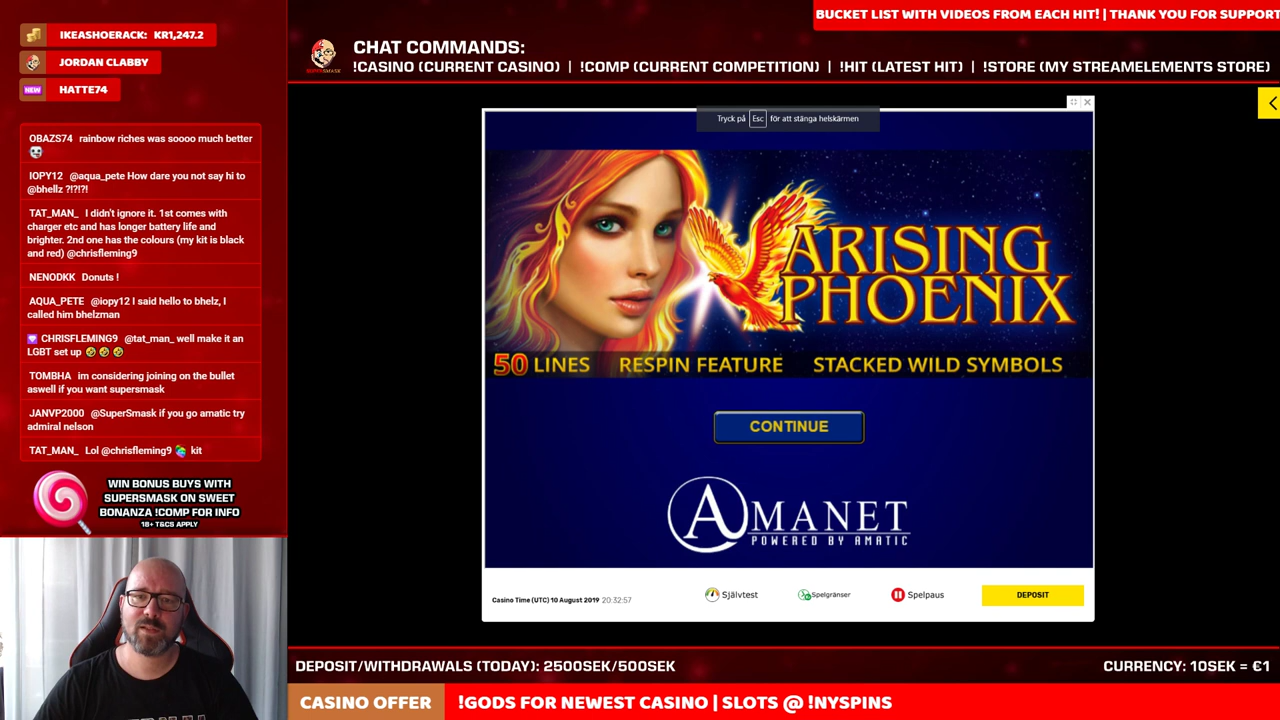 IKEASHOERACK: KR1,247.2
JORDAN CLABBY
NEW HATTE74
OBAZS74 rainbow riches was soooo much better
IOPY12 @aqua_pete How dare you not say hi to
@bhellz ?!?!?!
TAT_MAN_ I didn't ignore it. 1st comes with
charger etc and has longer battery life and
brighter. 2nd one has the colours (my kit is black
and red) @chrisfleming9
NENODKK Donuts !
AQUA_PETE @iopy12 I said hello to bhelz, I
called him bhelzman
CHRISFLEMING9 @tat_man_ well make it an
LGBT set up 🤣 🤣 🤣
TOMBHA im considering joining on the bullet
aswell if you want supersmask
JANVP2000 @SuperSmask if you go amatic try
admiral nelson
TAT_MAN_ Lol @chrisfleming9 kit
WIN BONUS BUYS WITH
SUPERSMASK ON SWEET
BONANZA !COMP FOR INFO
18+ T&CS APPLY
BUCKET LIST WITH VIDEOS FROM EACH HIT! | THANK YOU FOR SUPPORT
CHAT COMMANDS:
!CASINO (CURRENT CASINO) | !COMP (CURRENT COMPETITION) | !HIT (LATEST HIT) | !STORE (MY STREAMELEMENTS STORE)
Tryck på Esc för att stänga helskärmen
ARISING
PHOENIX
50 LINES RESPIN FEATURE STACKED WILD SYMBOLS
CONTINUE
AMANET
POWERED BY AMATIC
Casino Time (UTC) 10 August 2019 20:32:57
Självtest
Spelgränser
Spelpaus
DEPOSIT
DEPOSIT/WITHDRAWALS (TODAY): 2500SEK/500SEK
CURRENCY: 10SEK = €1
CASINO OFFER
!GODS FOR NEWEST CASINO | SLOTS @ !NYSPINS